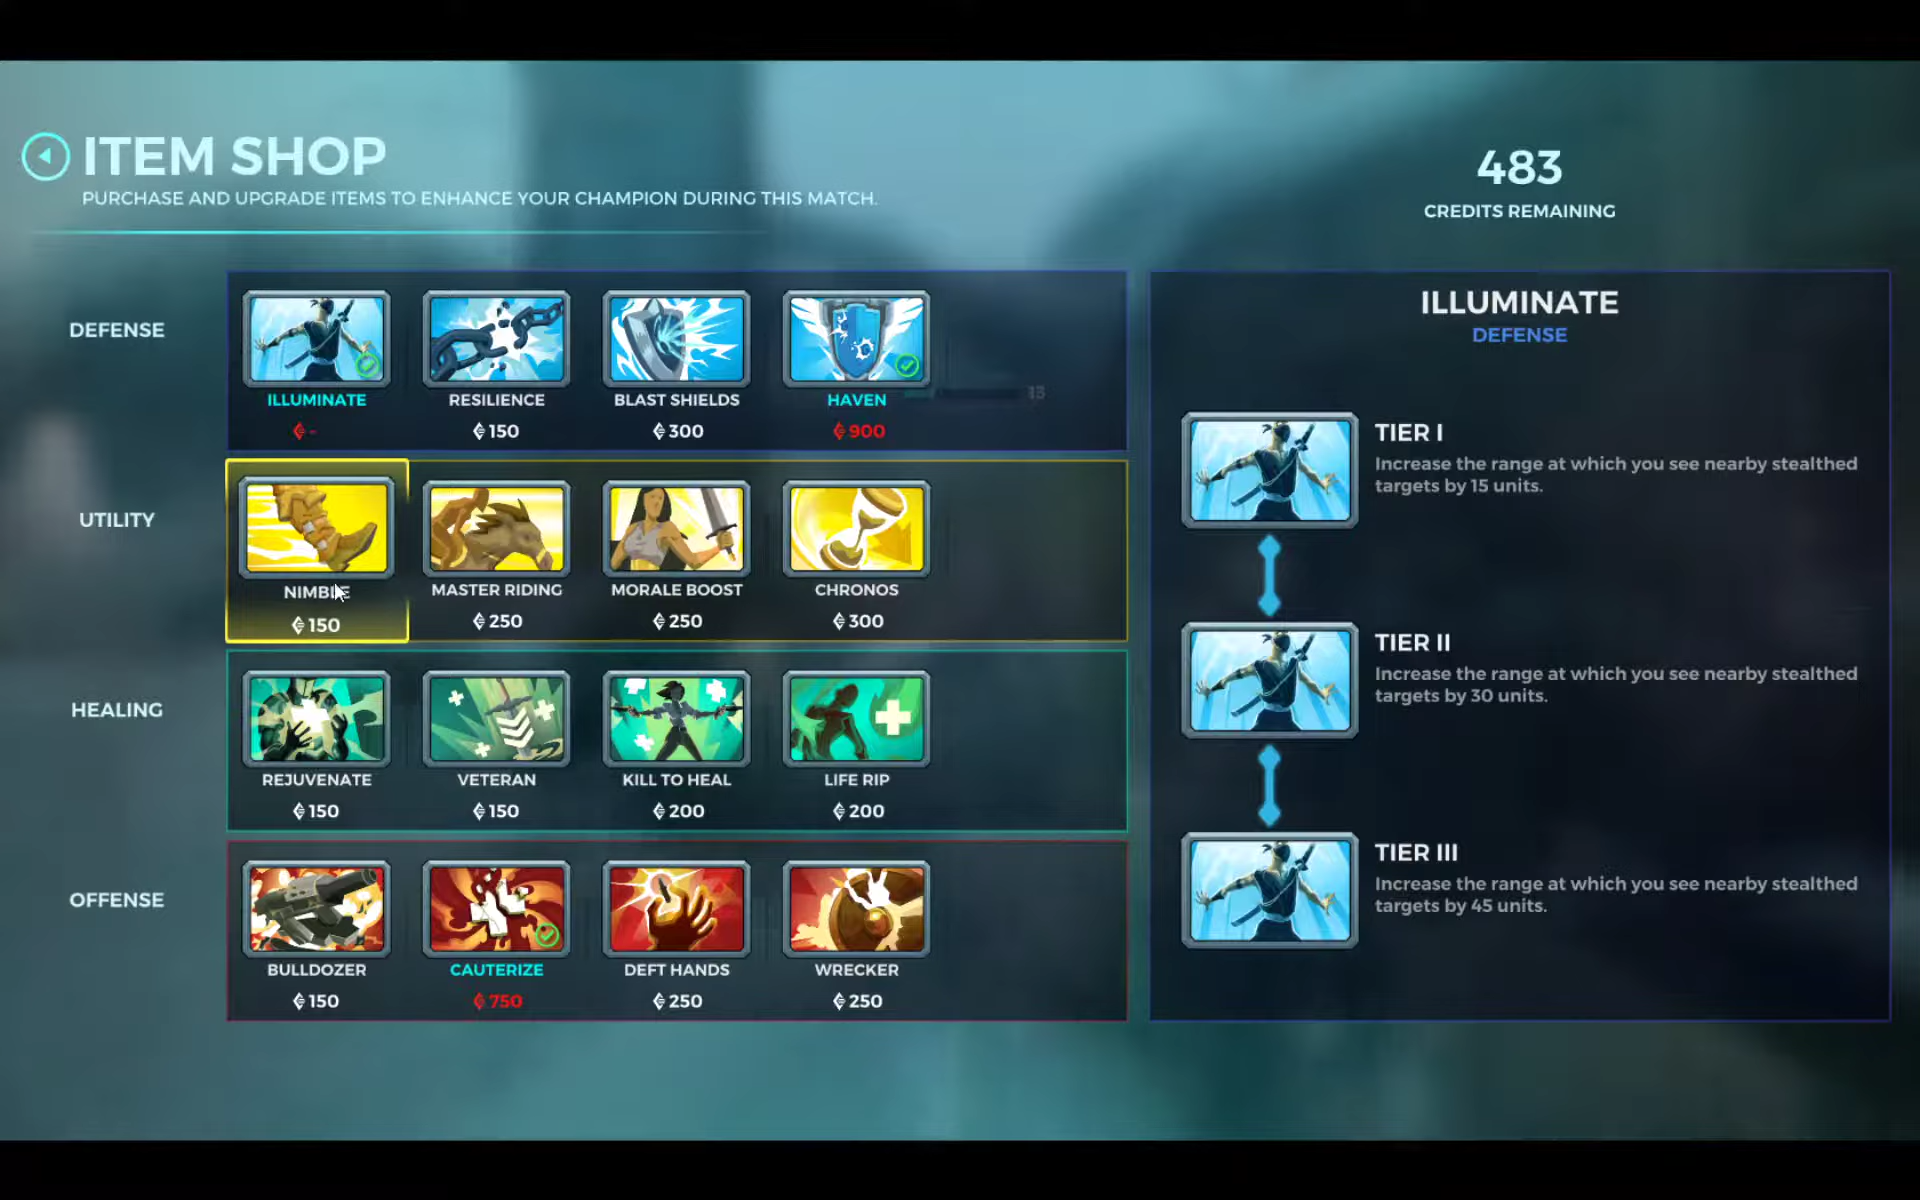 ITEM SHOP
PURCHASE AND UPGRADE ITEMS TO ENHANCE YOUR CHAMPION DURING THIS MATCH.
483
CREDITS REMAINING
DEFENSE
ILLUMINATE
-
RESILIENCE
150
BLAST SHIELDS
300
HAVEN
900
13
UTILITY
NIMBLE
150
MASTER RIDING
250
MORALE BOOST
250
CHRONOS
300
HEALING
REJUVENATE
150
VETERAN
150
KILL TO HEAL
200
LIFE RIP
200
OFFENSE
BULLDOZER
150
CAUTERIZE
750
DEFT HANDS
250
WRECKER
250
ILLUMINATE
DEFENSE
TIER I
Increase the range at which you see nearby stealthed
targets by 15 units.
TIER II
Increase the range at which you see nearby stealthed
targets by 30 units.
TIER III
Increase the range at which you see nearby stealthed
targets by 45 units.